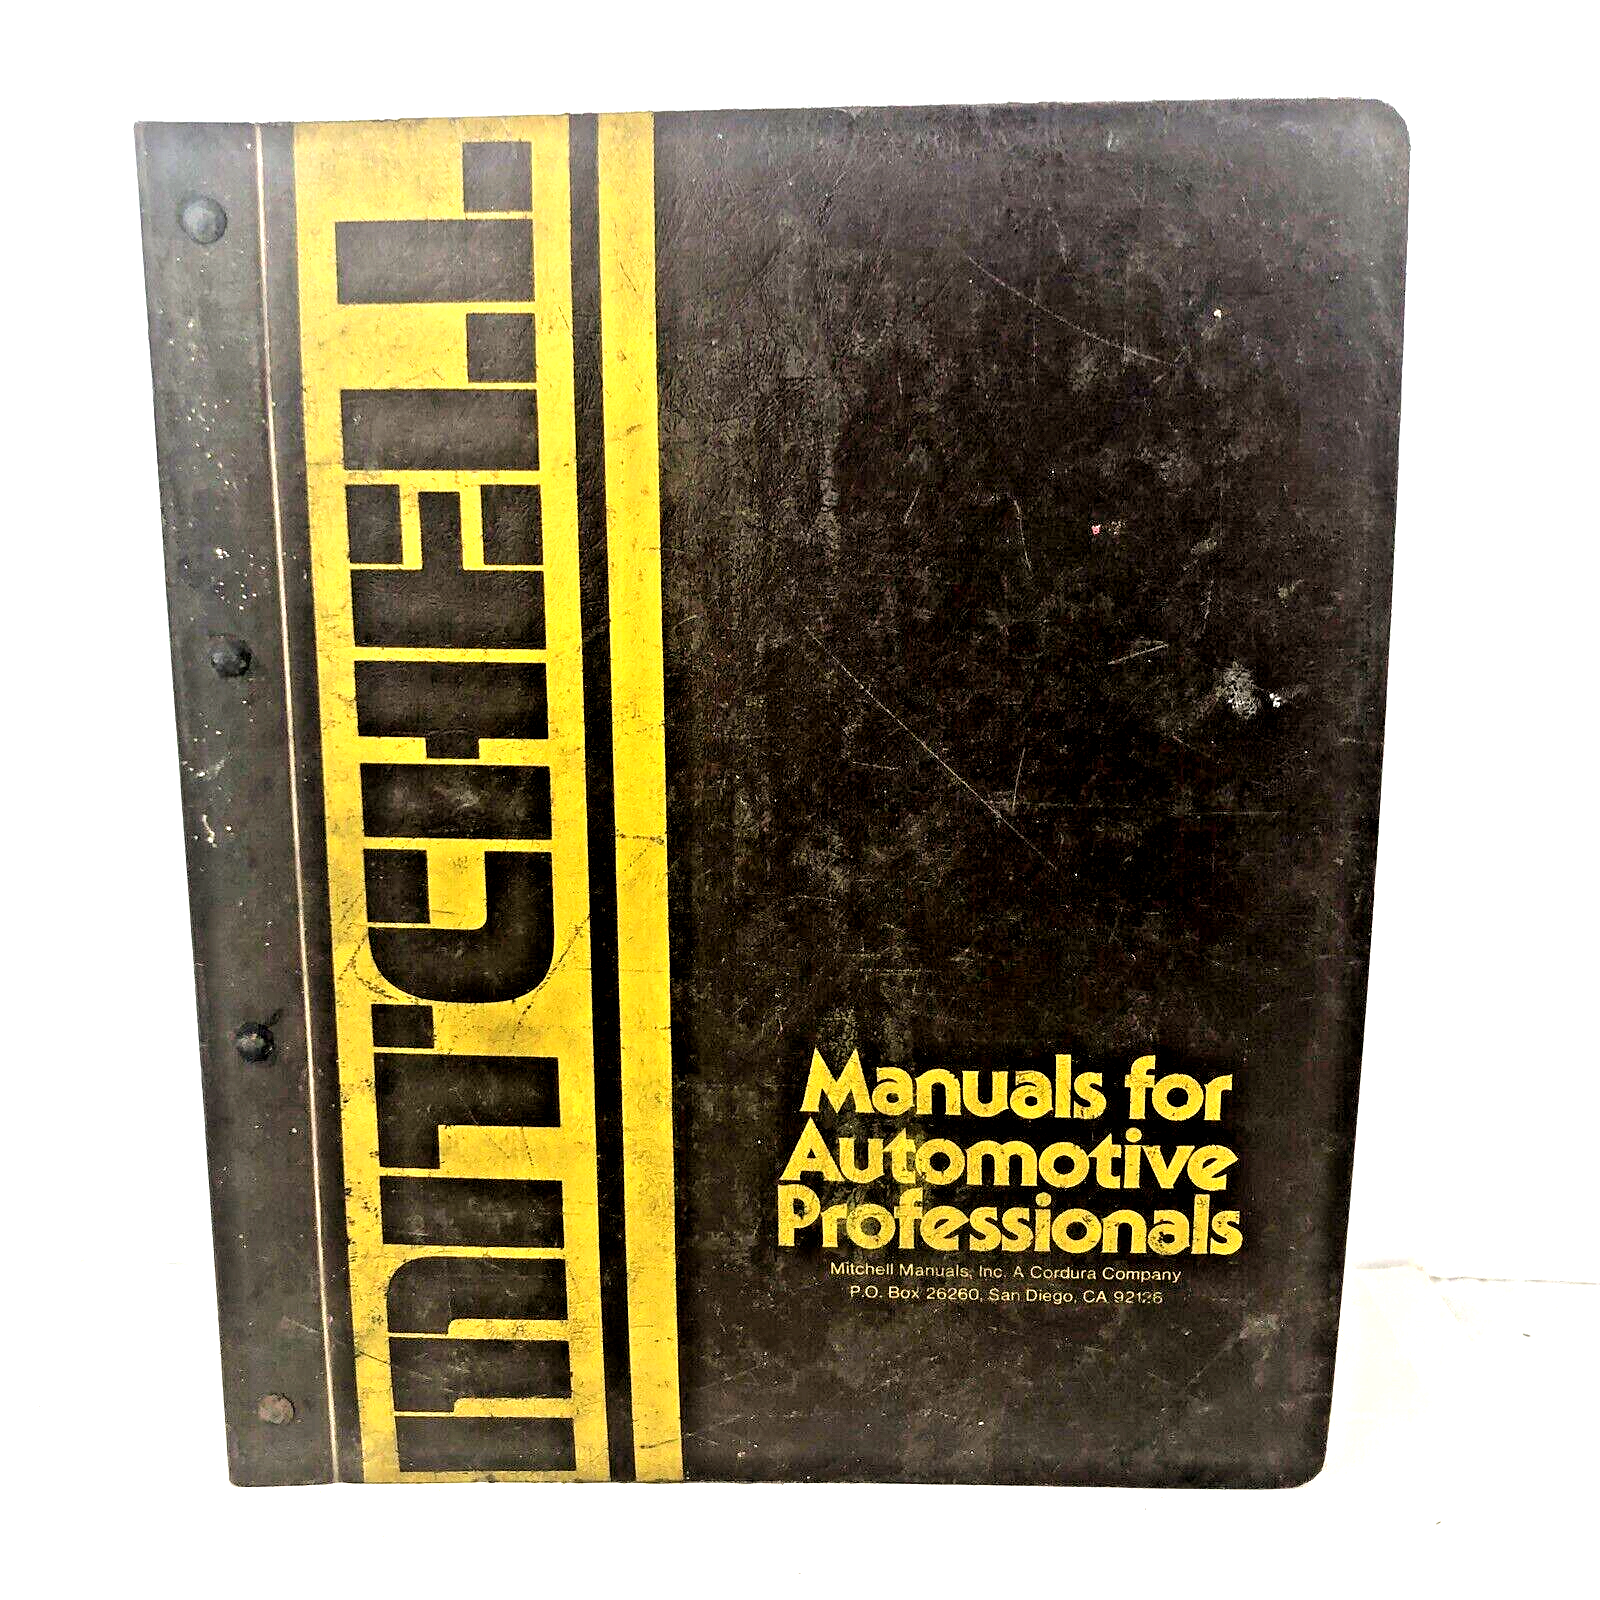 MITCHELL
Manuals for
Automotive
Professionals
Mitchell Manuals, Inc. A Cordura Company
P.O. Box 26260, San Diego, CA 92126